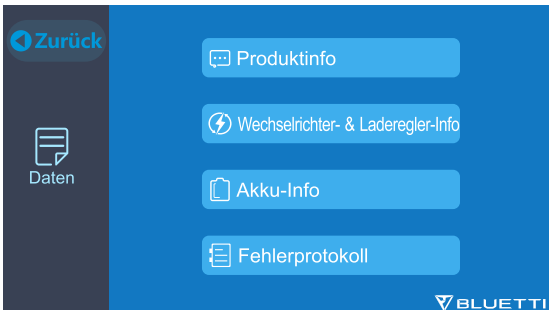 Zurück
Daten
Produktinfo
Wechselrichter- & Laderegler-Info
Akku-Info
Fehlerprotokoll
BLUETTI